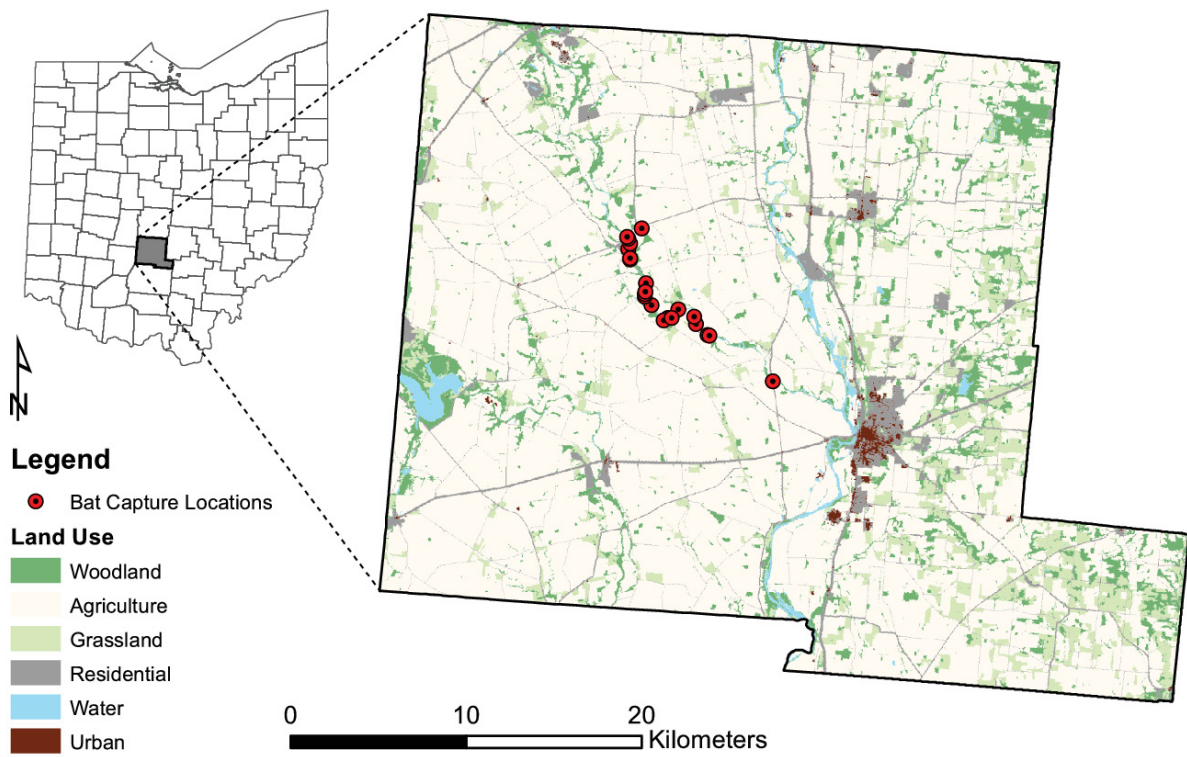 N
Legend
Bat Capture Locations
Land Use
Woodland
Agriculture
Grassland
Residential
Water
Urban
0 10 20
Kilometers